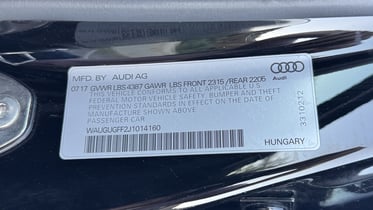 MFD. BY AUDI AG
07 17 GVWR LBS 4387 GAWR LBS FRONT 2315 /REAR 2205
THIS VEHICLE CONFORMS TO ALL APPLICABLE
FEDERAL MOTOR VEHICLE SAFETY, BUMPER AND THEFT
PREVENTION STANDARDS IN EFFECT ON THE DATE OF
MANUFACTURE SHOWN ABOVE
PASSENGER CAR
WAUGUGFF2J1014160
HUNGARY
Audi
3310212